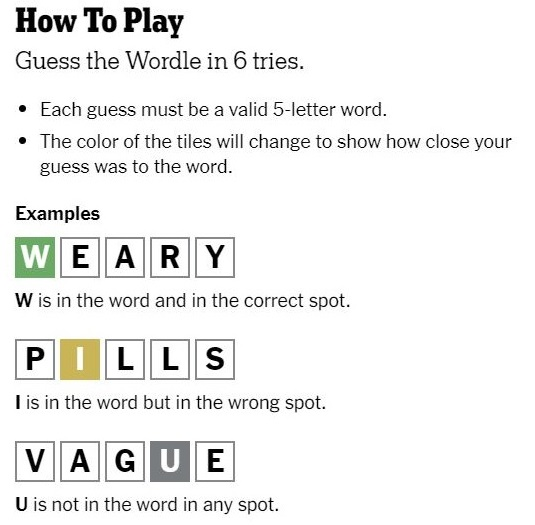 How To Play
Guess the Wordle in 6 tries.
• Each guess must be a valid 5-letter word.
• The color of the tiles will change to show how close your
guess was to the word.
Examples
W E A R Y
W is in the word and in the correct spot.
P I L L S
I is in the word but in the wrong spot.
V A G U E
U is not in the word in any spot.